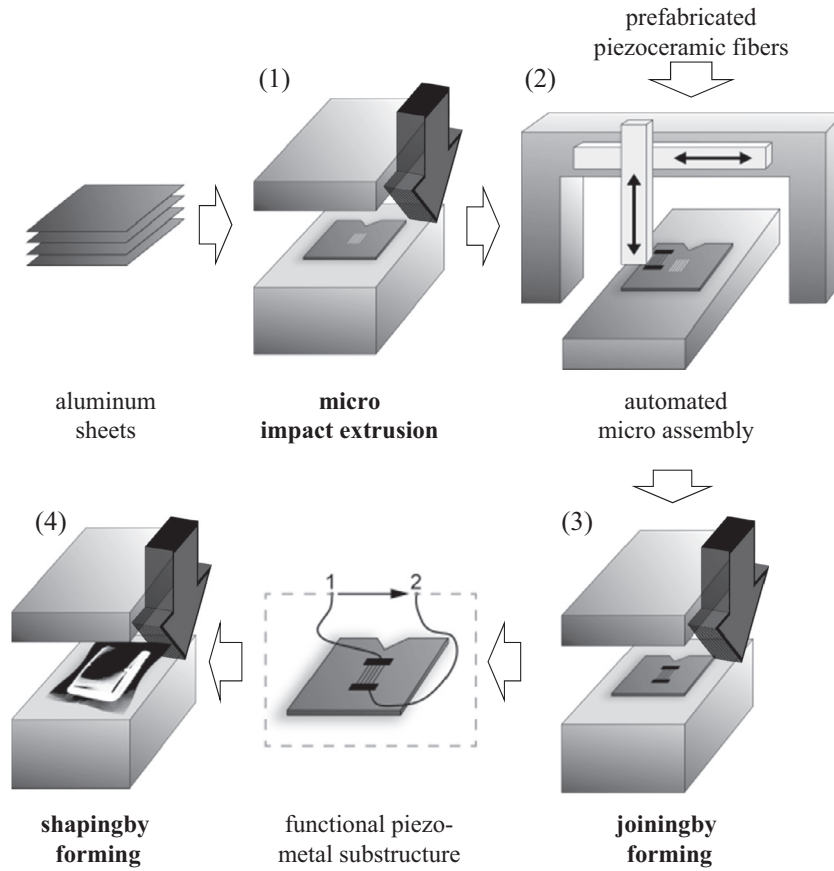 prefabricated
piezoceramic fibers
(1)
(2)
aluminum
sheets
micro
impact extrusion
automated
micro assembly
(4)
1
2
(3)
shapingby
forming
functional piezo-
metal substructure
joiningby
forming